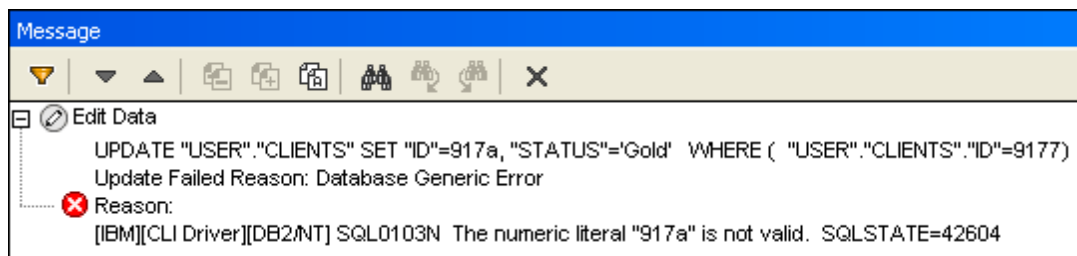 Message
Edit Data
UPDATE "USER"."CLIENTS" SET "ID"=917a, "STATUS"='Gold'  WHERE (  "USER"."CLIENTS"."ID"=9177)
Update Failed Reason: Database Generic Error
Reason:
[IBM][CLI Driver][DB2/NT] SQL0103N  The numeric literal "917a" is not valid.  SQLSTATE=42604